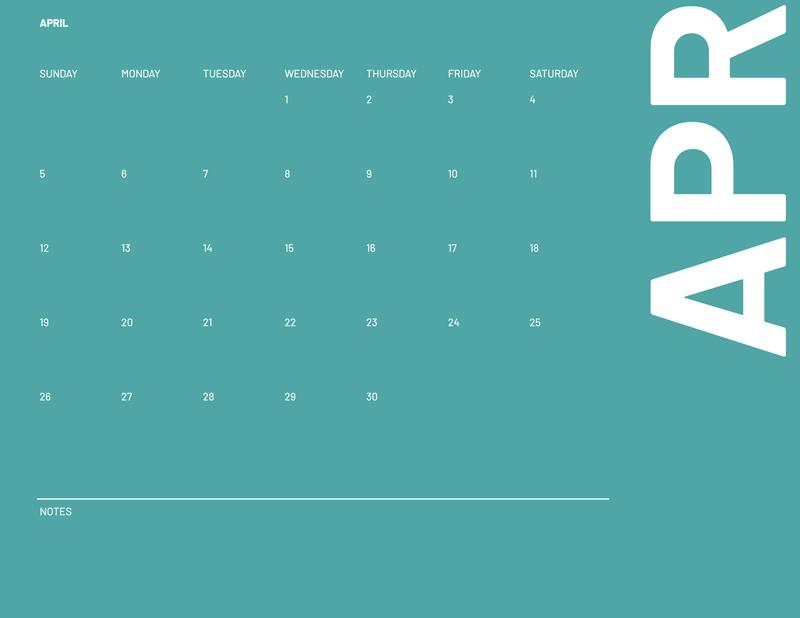 APRIL
SUNDAY MONDAY TUESDAY WEDNESDAY THURSDAY FRIDAY SATURDAY
1 2 3 4
5 6 7 8 9 10 11
12 13 14 15 16 17 18
19 20 21 22 23 24 25
26 27 28 29 30
NOTES
APR